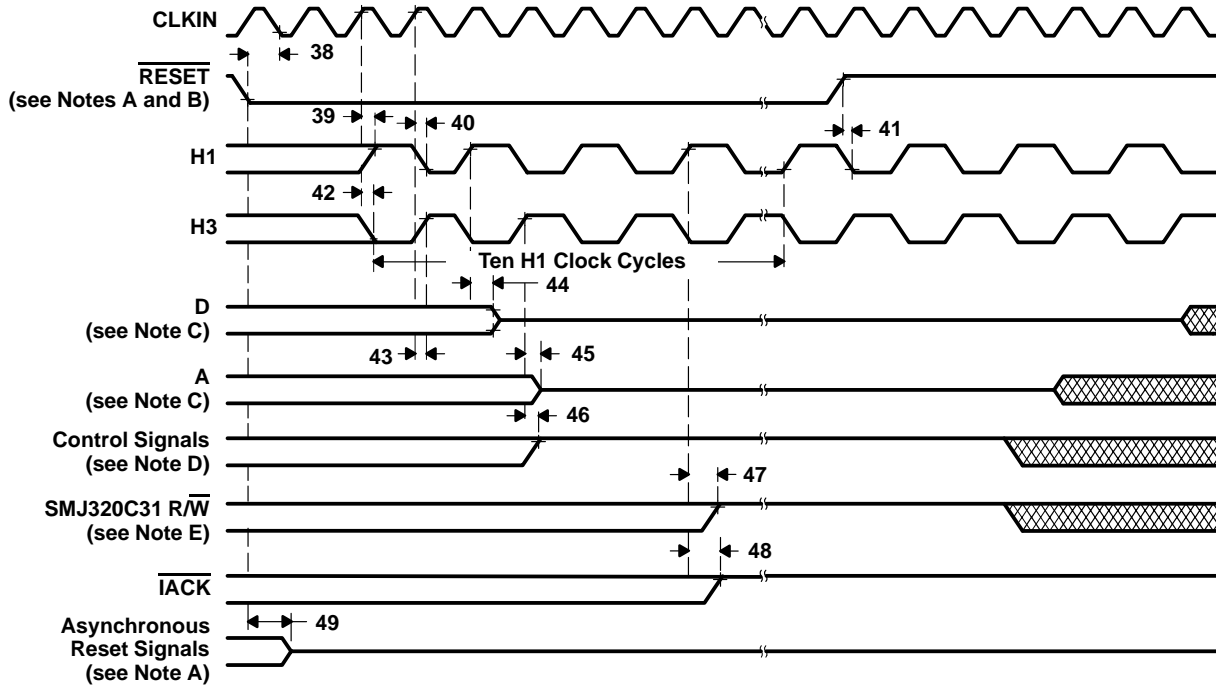 CLKIN
38
RESET
(see Notes A and B)
39
40
41
H1
42
H3
Ten H1 Clock Cycles
44
D
(see Note C)
43
45
A
(see Note C)
46
Control Signals
(see Note D)
47
SMJ320C31 R/W
(see Note E)
48
IACK
49
Asynchronous
Reset Signals
(see Note A)